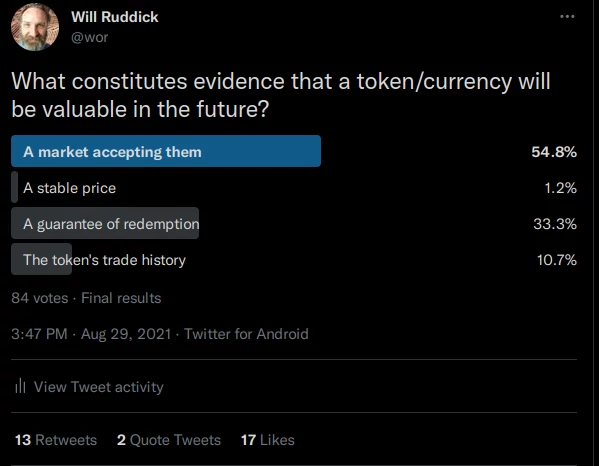 Will Ruddick
@wor
What constitutes evidence that a token/currency will
be valuable in the future?
A market accepting them 54.8%
A stable price 1.2%
A guarantee of redemption 33.3%
The token's trade history 10.7%
84 votes · Final results
3:47 PM · Aug 29, 2021 · Twitter for Android
View Tweet activity
13 Retweets 2 Quote Tweets 17 Likes